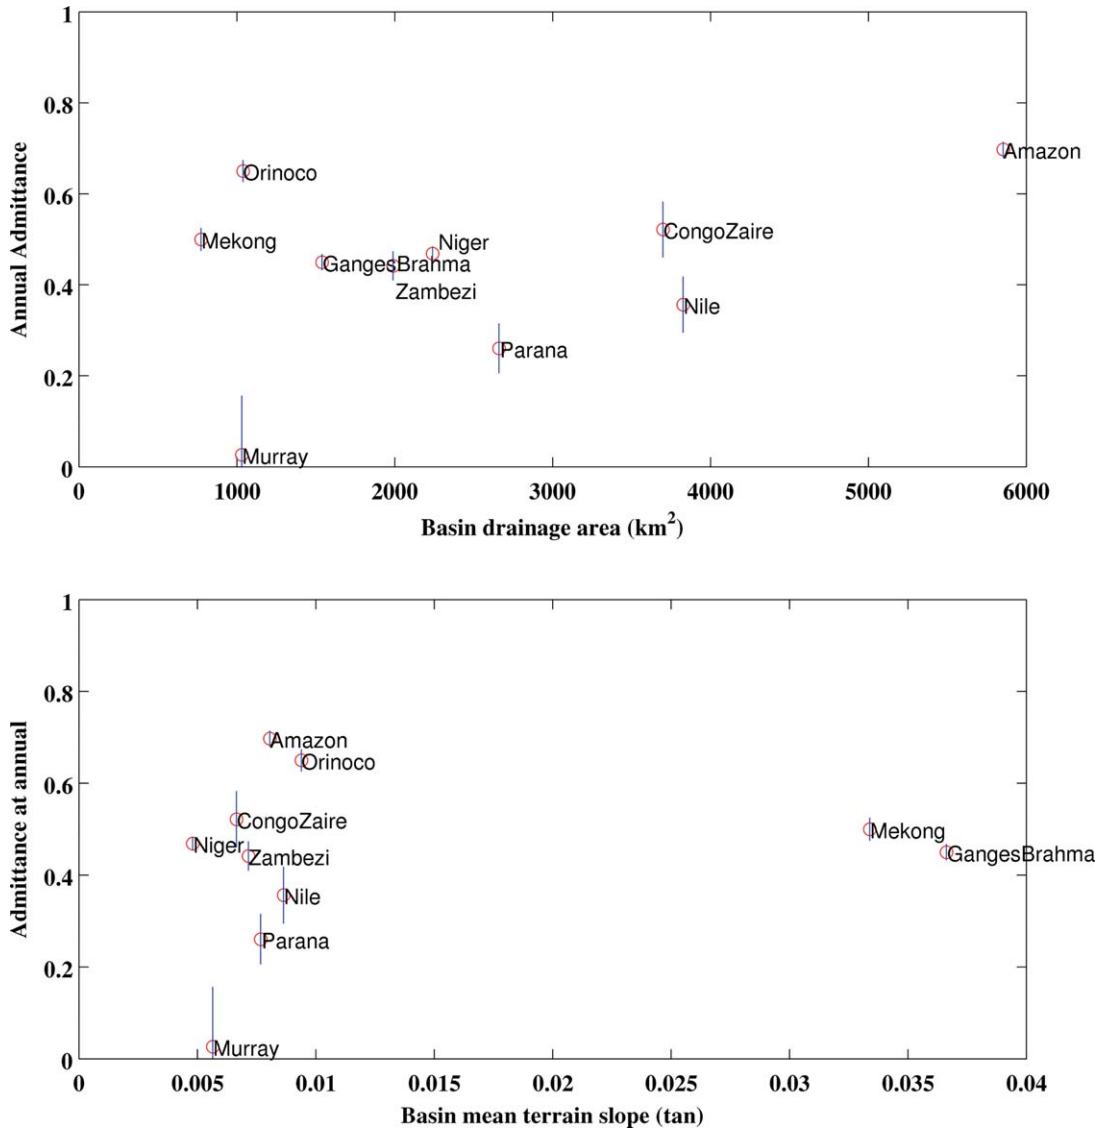 1
0.8
0.6
0.4
0.2
0
Annual Admittance
Amazon
Orinoco
CongoZaire
Mekong
Niger
GangesBrahma
Zambezi
Nile
Parana
Murray
0 1000 2000 3000 4000 5000 6000
Basin drainage area (km²)
1
0.8
0.6
0.4
0.2
0
Admittance at annual
Amazon
Orinoco
CongoZaire
Mekong
Niger
GangesBrahma
Zambezi
Nile
Parana
Murray
0 0.005 0.01 0.015 0.02 0.025 0.03 0.035 0.04
Basin mean terrain slope (tan)